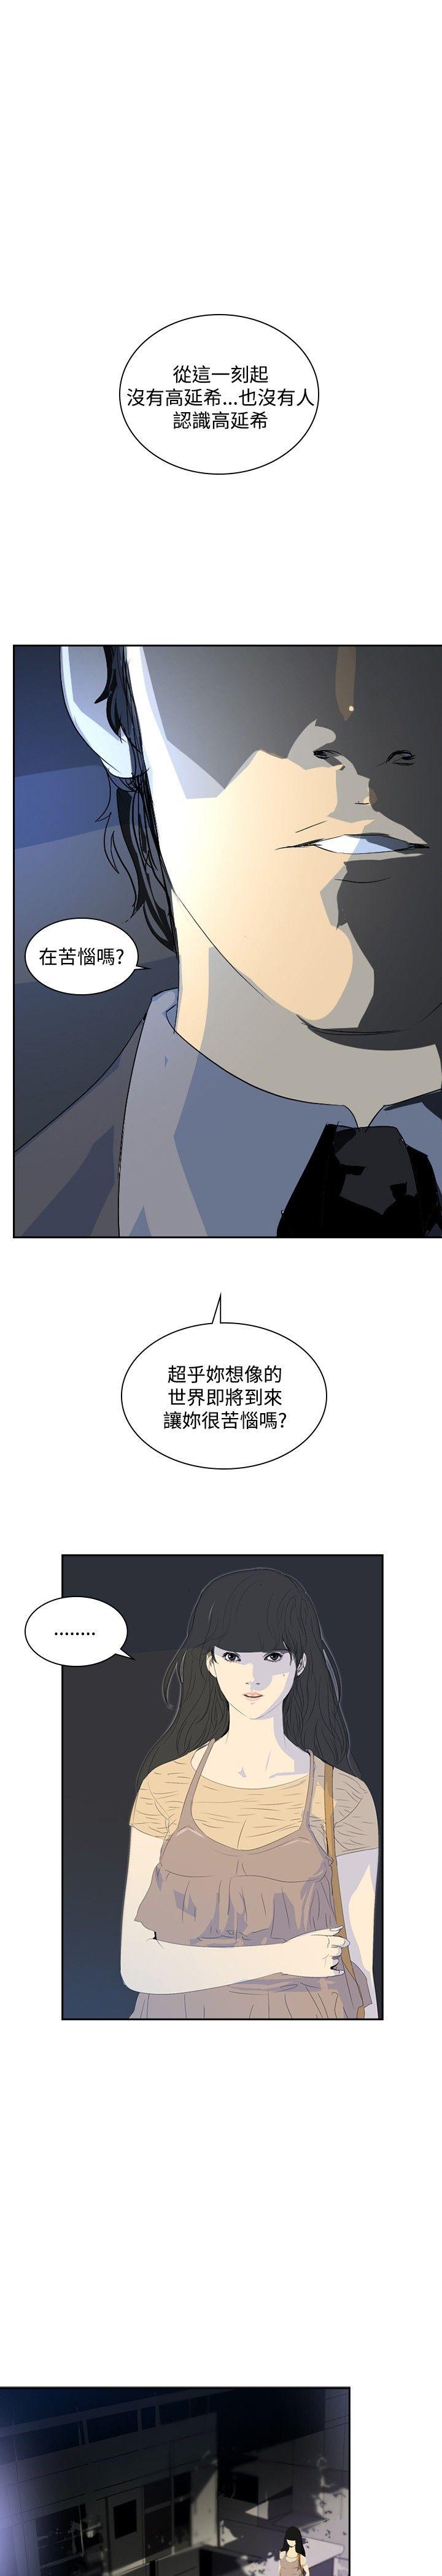 從這一刻起
沒有高延希...也沒有人
認識高延希
在苦惱嗎?
超乎妳想像的
世界即將到來
讓妳很苦惱嗎?
........